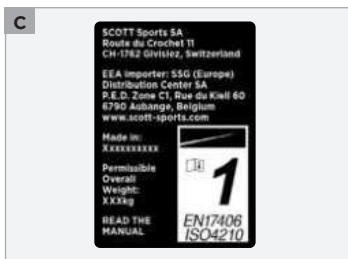 C
SCOTT Sports SA
Route du Crochet 11
CH-1762 Givisiez, Switzerland
EEA Importer: SSG (Europe)
Distribution Center SA
P.E.D. Zone C1, Rue du Kiell 60
6790 Aubange, Belgium
www.scott-sports.com
Made in:
Xxxxxxxxxx
Permissible
Overall
Weight:
XXXkg
READ THE
MANUAL
1
EN17406
ISO4210